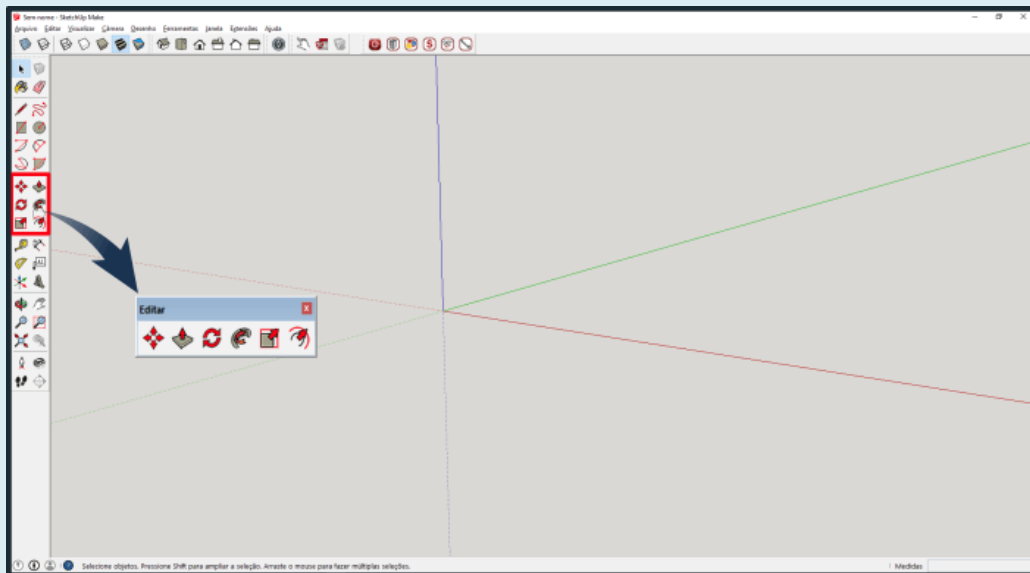 Sem nome - SketchUp Make
Arquivo Editar Visualizar Câmera Desenho Ferramentas Janela Extensões Ajuda
Editar
Selecione objetos. Pressione Shift para ampliar a seleção. Arraste o mouse para fazer múltiplas seleções.
Medidas